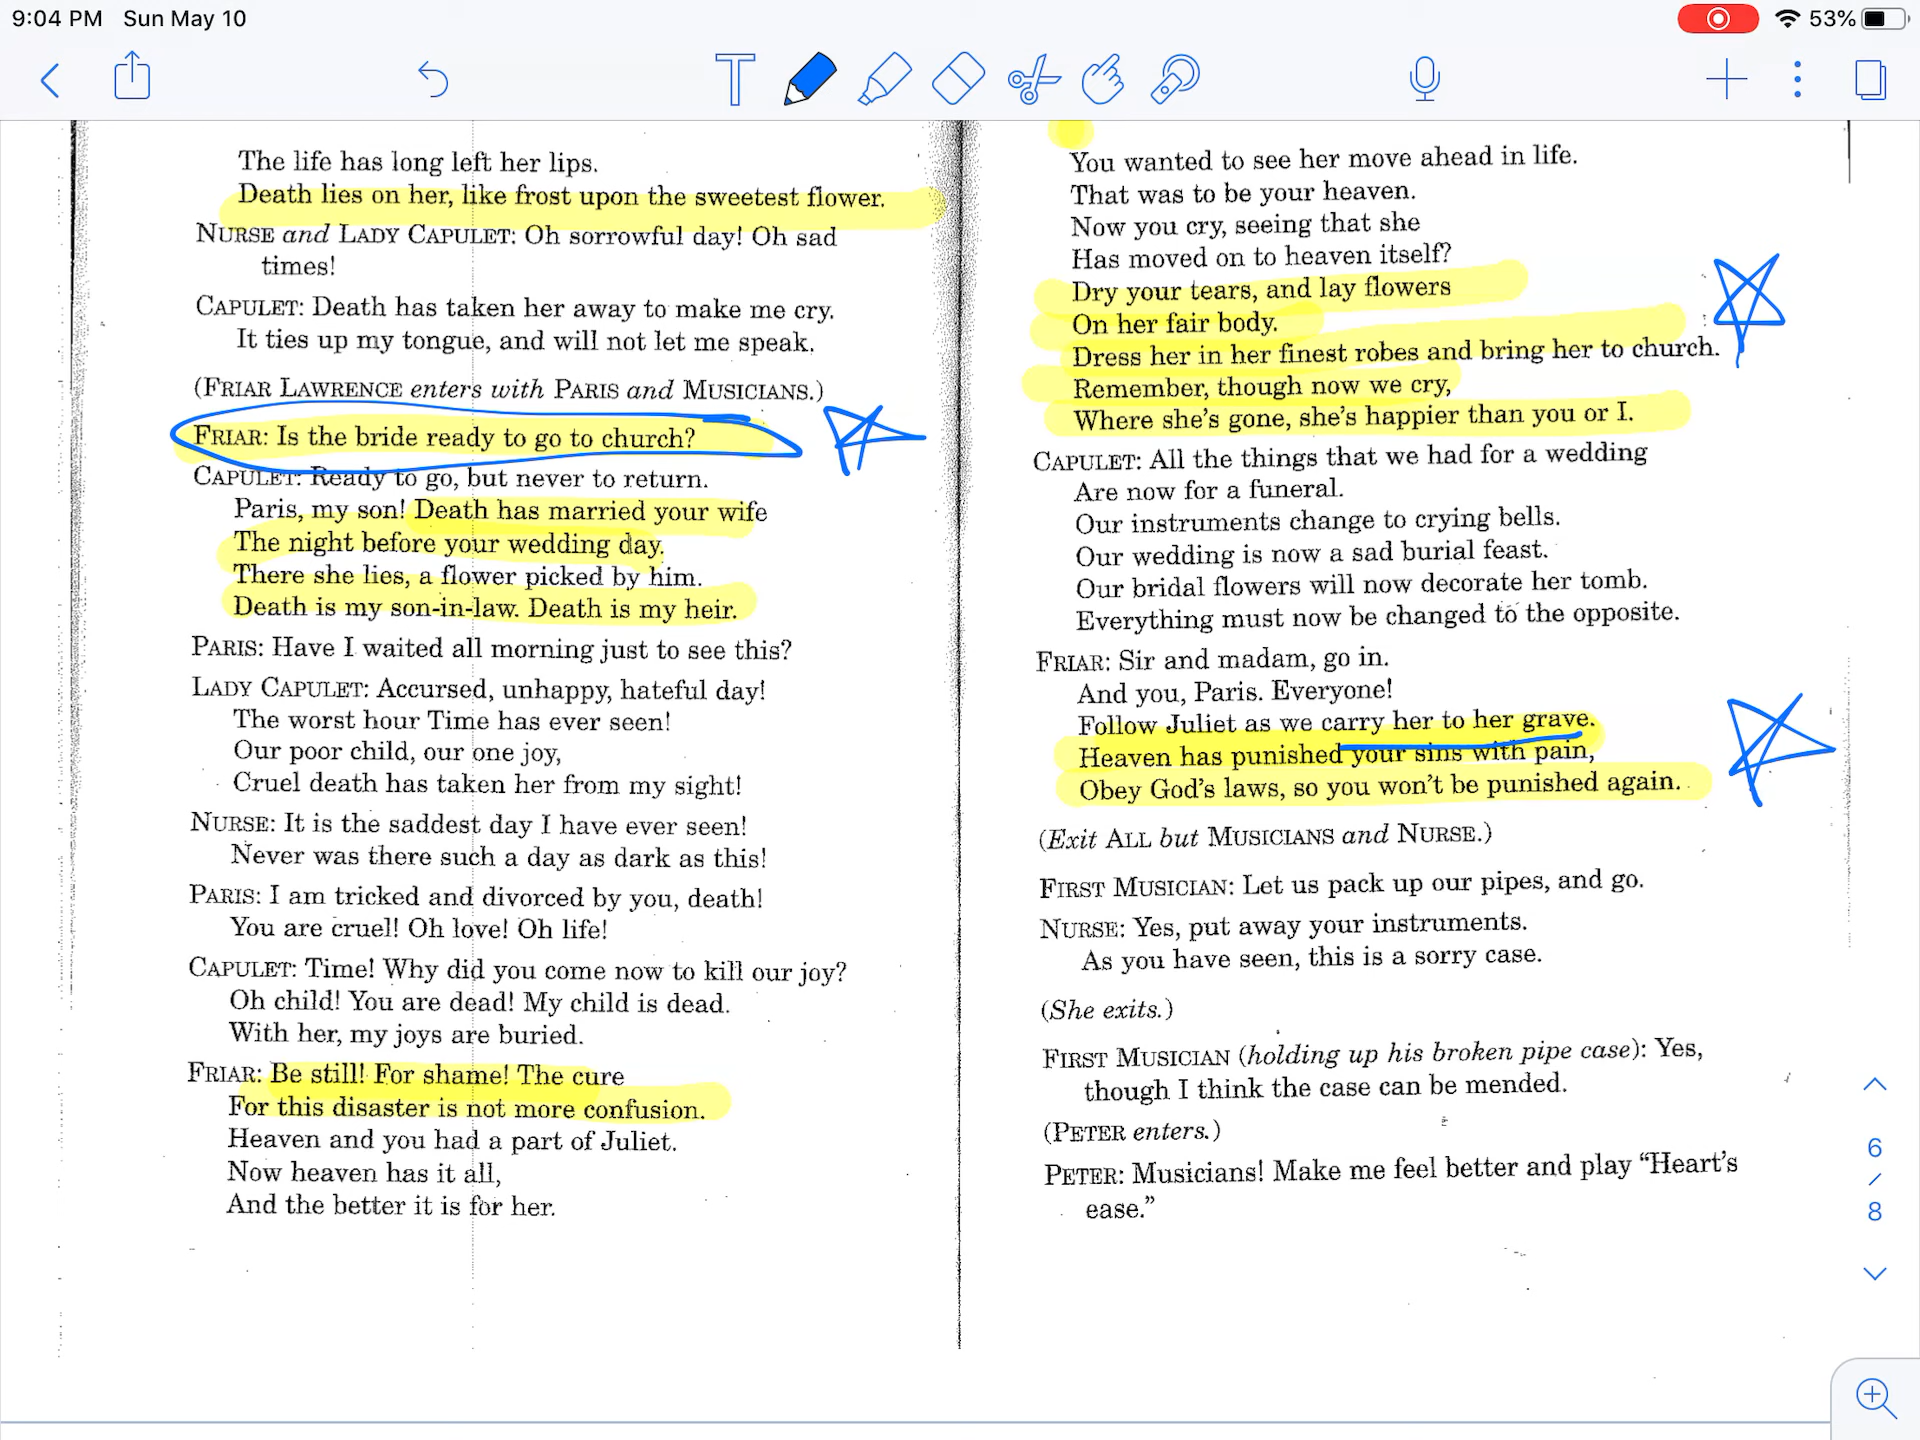 9:04 PM Sun May 10
53%
The life has long left her lips.
Death lies on her, like frost upon the sweetest flower.
NURSE and LADY CAPULET: Oh sorrowful day! Oh sad
times!
CAPULET: Death has taken her away to make me cry.
It ties up my tongue, and will not let me speak.
(FRIAR LAWRENCE enters with PARIS and MUSICIANS.)
FRIAR: Is the bride ready to go to church?
CAPULET: Ready to go, but never to return.
Paris, my son! Death has married your wife
The night before your wedding day.
There she lies, a flower picked by him.
Death is my son-in-law. Death is my heir.
PARIS: Have I waited all morning just to see this?
LADY CAPULET: Accursed, unhappy, hateful day!
The worst hour Time has ever seen!
Our poor child, our one joy,
Cruel death has taken her from my sight!
NURSE: It is the saddest day I have ever seen!
Never was there such a day as dark as this!
PARIS: I am tricked and divorced by you, death!
You are cruel! Oh love! Oh life!
CAPULET: Time! Why did you come now to kill our joy?
Oh child! You are dead! My child is dead.
With her, my joys are buried.
FRIAR: Be still! For shame! The cure
For this disaster is not more confusion.
Heaven and you had a part of Juliet.
Now heaven has it all,
And the better it is for her.
You wanted to see her move ahead in life.
That was to be your heaven.
Now you cry, seeing that she
Has moved on to heaven itself?
Dry your tears, and lay flowers
On her fair body.
Dress her in her finest robes and bring her to church.
Remember, though now we cry,
Where she's gone, she's happier than you or I.
CAPULET: All the things that we had for a wedding
Are now for a funeral.
Our instruments change to crying bells.
Our wedding is now a sad burial feast.
Our bridal flowers will now decorate her tomb.
Everything must now be changed to the opposite.
FRIAR: Sir and madam, go in.
And you, Paris. Everyone!
Follow Juliet as we carry her to her grave.
Heaven has punished your sins with pain,
Obey God's laws, so you won't be punished again.
(Exit ALL but MUSICIANS and NURSE.)
FIRST MUSICIAN: Let us pack up our pipes, and go.
NURSE: Yes, put away your instruments.
As you have seen, this is a sorry case.
(She exits.)
FIRST MUSICIAN (holding up his broken pipe case): Yes,
though I think the case can be mended.
(PETER enters.)
PETER: Musicians! Make me feel better and play “Heart's
ease.”
6
/
8